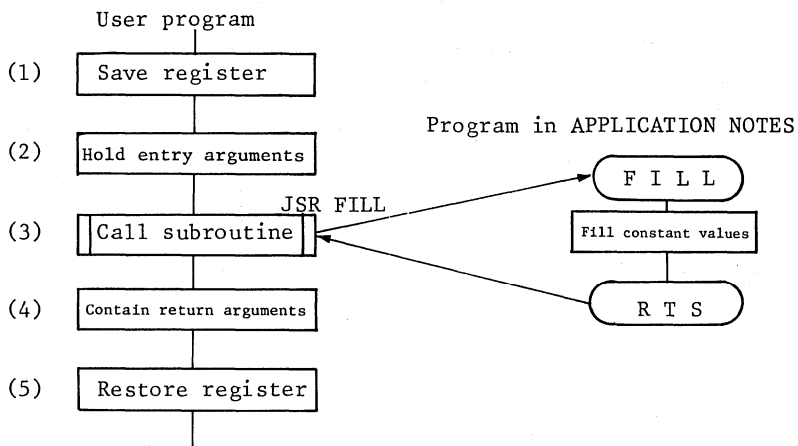 User program
(1) Save register
(2) Hold entry arguments
(3) Call subroutine
JSR FILL
(4) Contain return arguments
(5) Restore register
Program in APPLICATION NOTES
F I L L
Fill constant values
R T S